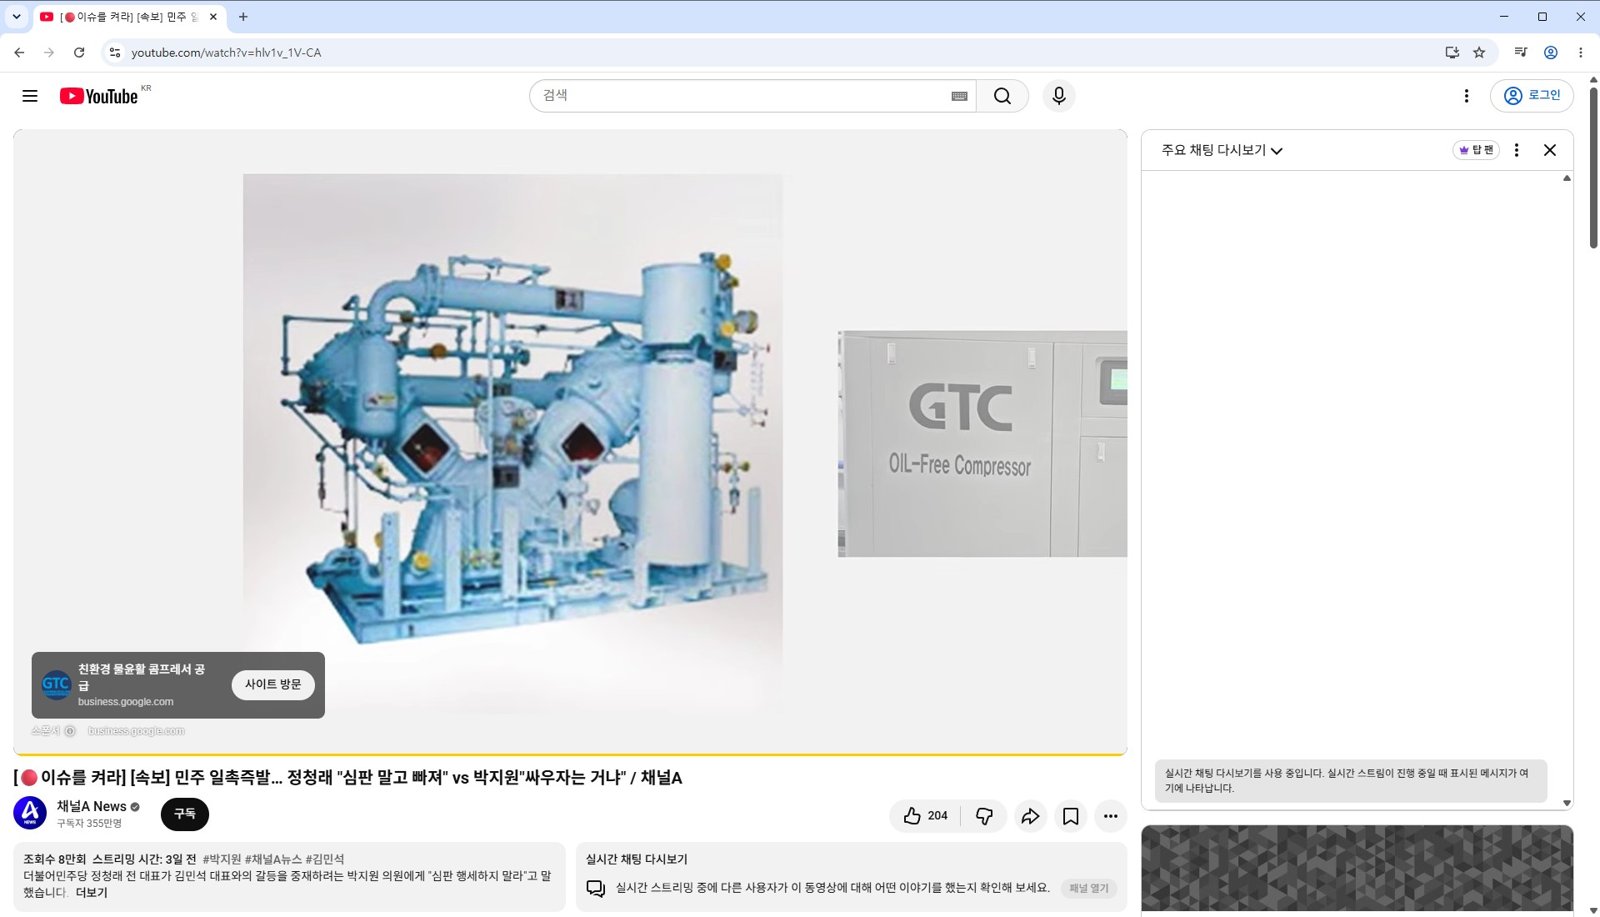 [🔴이슈를 켜라] [속보] 민주 일
youtube.com/watch?v=hlv1v_1V-CA
YouTube KR
검색
로그인
GTC
OIL-Free Compressor
GTC
친환경 물윤활 콤프레서 공
급
business.google.com
사이트 방문
스폰서
business.google.com
주요 채팅 다시보기
탑 팬
실시간 채팅 다시보기를 사용 중입니다. 실시간 스트림이 진행 중일 때 표시된 메시지가 여
기에 나타납니다.
[🔴이슈를 켜라] [속보] 민주 일촉즉발... 정청래 "심판 말고 빠져" vs 박지원"싸우자는 거냐" / 채널A
채널A News
구독자 355만명
구독
204
조회수 8만회 스트리밍 시간: 3일 전 #박지원 #채널A뉴스 #김민석
더불어민주당 정청래 전 대표가 김민석 대표와의 갈등을 중재하려는 박지원 의원에게 "심판 행세하지 말라"고 말
했습니다. 더보기
실시간 채팅 다시보기
실시간 스트리밍 중에 다른 사용자가 이 동영상에 대해 어떤 이야기를 했는지 확인해 보세요.
패널 열기